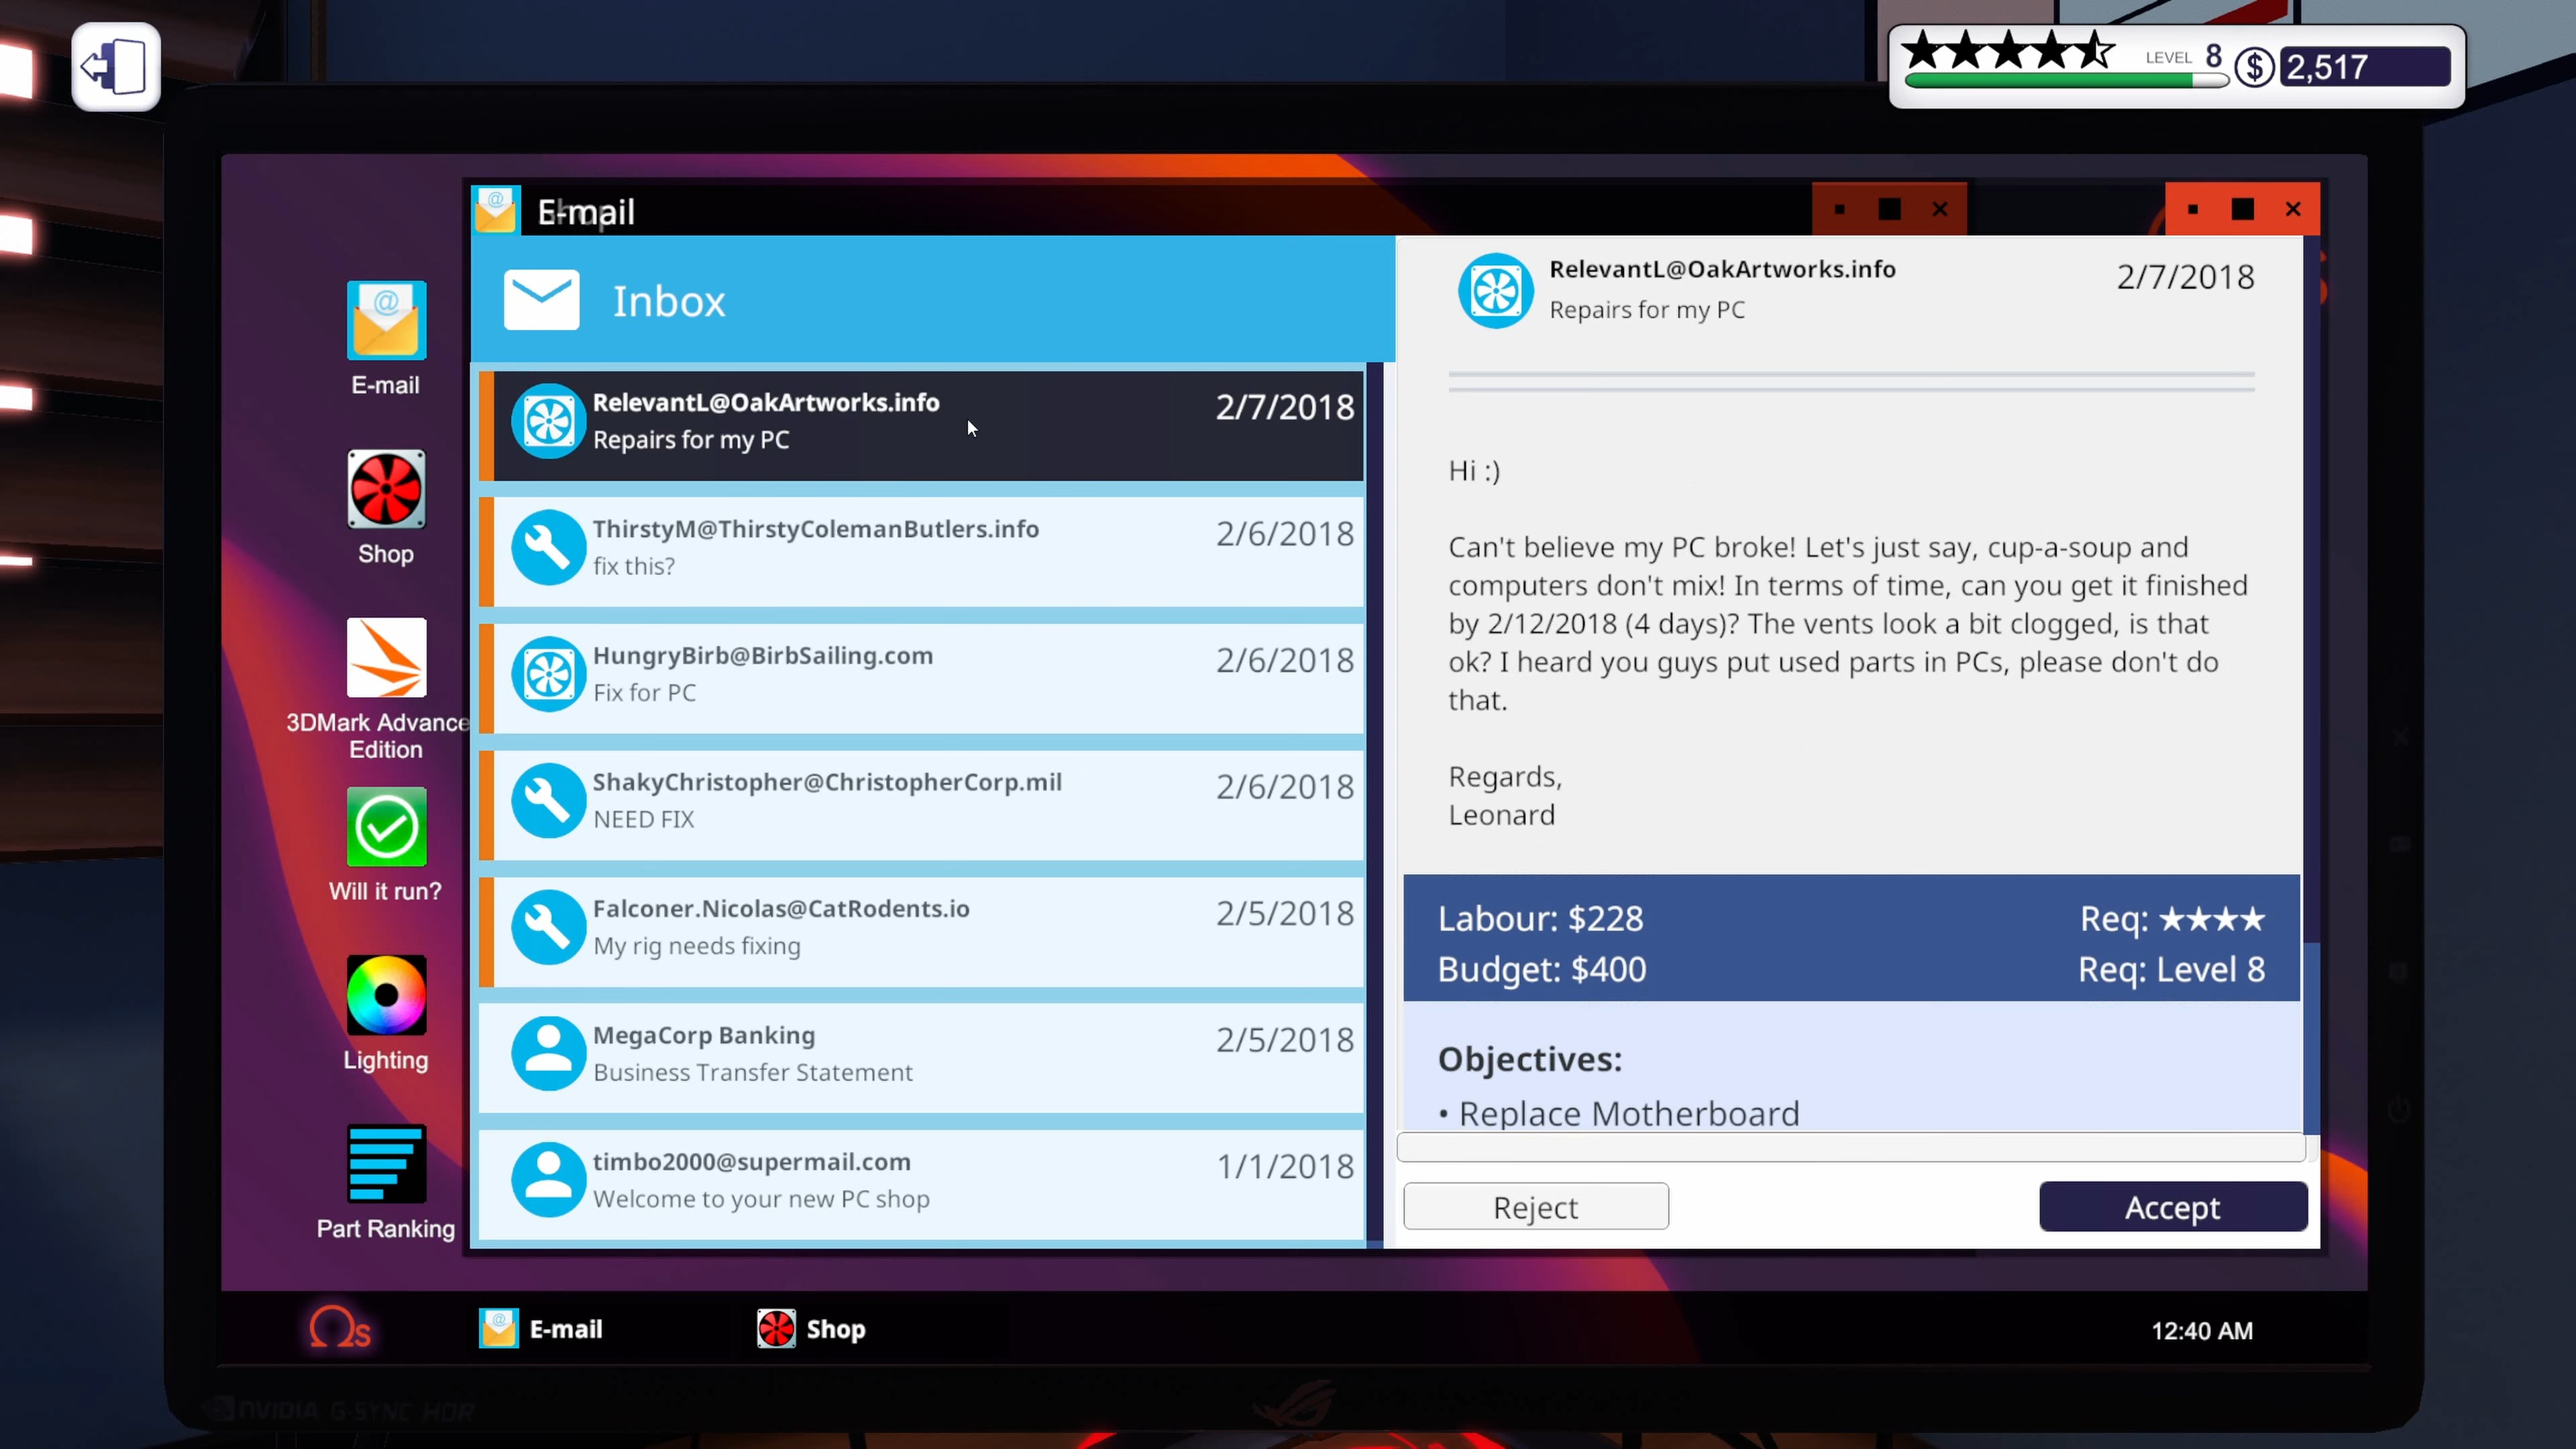 LEVEL 8 $ 2,517
E-mail
Inbox
RelevantL@OakArtworks.info 2/7/2018
Repairs for my PC
ThirstyM@ThirstyColemanButlers.info 2/6/2018
fix this?
HungryBirb@BirbSailing.com 2/6/2018
Fix for PC
ShakyChristopher@ChristopherCorp.mil 2/6/2018
NEED FIX
Falconer.Nicolas@CatRodents.io 2/5/2018
My rig needs fixing
MegaCorp Banking 2/5/2018
Business Transfer Statement
timbo2000@supermail.com 1/1/2018
Welcome to your new PC shop
RelevantL@OakArtworks.info 2/7/2018
Repairs for my PC
Hi :)
Can't believe my PC broke! Let's just say, cup-a-soup and
computers don't mix! In terms of time, can you get it finished
by 2/12/2018 (4 days)? The vents look a bit clogged, is that
ok? I heard you guys put used parts in PCs, please don't do
that.
Regards,
Leonard
Labour: $228 Req: ★★★★
Budget: $400 Req: Level 8
Objectives:
• Replace Motherboard
Reject Accept
E-mail
Shop
3DMark Advance
Edition
Will it run?
Lighting
Part Ranking
Ωs E-mail Shop 12:40 AM
NVIDIA G-SYNC HDR